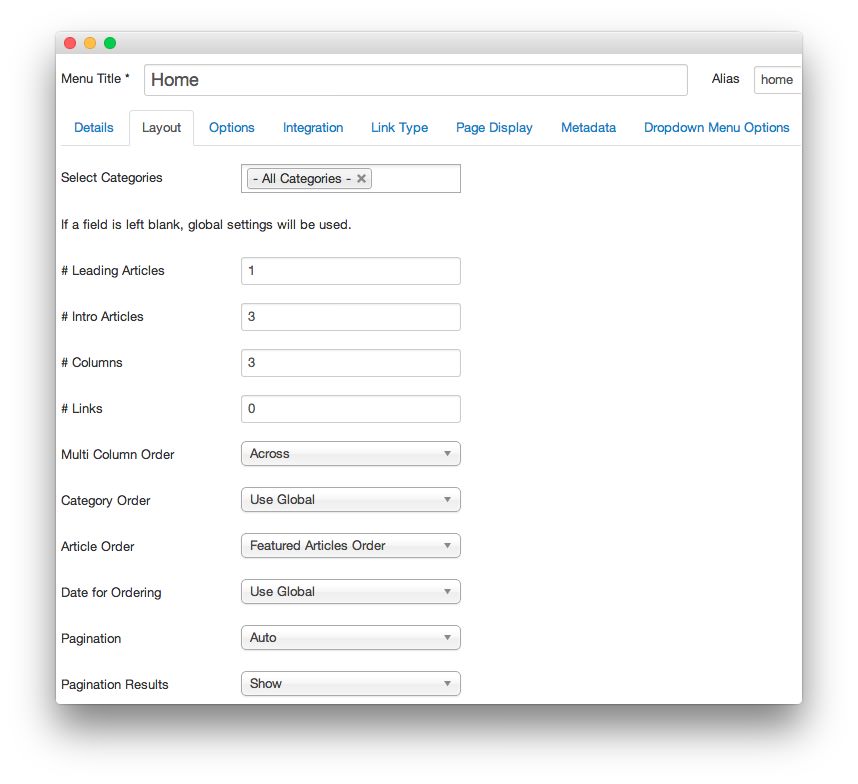 Menu Title * Home Alias home
Details Layout Options Integration Link Type Page Display Metadata Dropdown Menu Options
Select Categories - All Categories - ✕
If a field is left blank, global settings will be used.
# Leading Articles 1
# Intro Articles 3
# Columns 3
# Links 0
Multi Column Order Across
Category Order Use Global
Article Order Featured Articles Order
Date for Ordering Use Global
Pagination Auto
Pagination Results Show